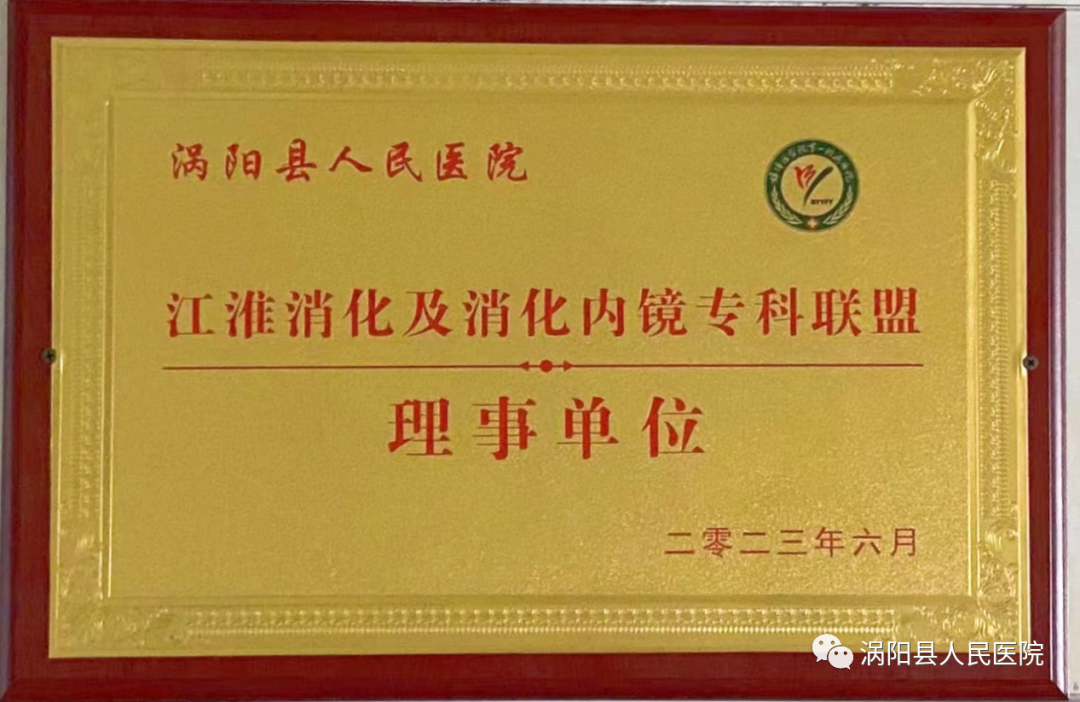 涡阳县人民医院
江淮消化及消化内镜专科联盟
理事单位
二零二三年六月
涡阳县人民医院